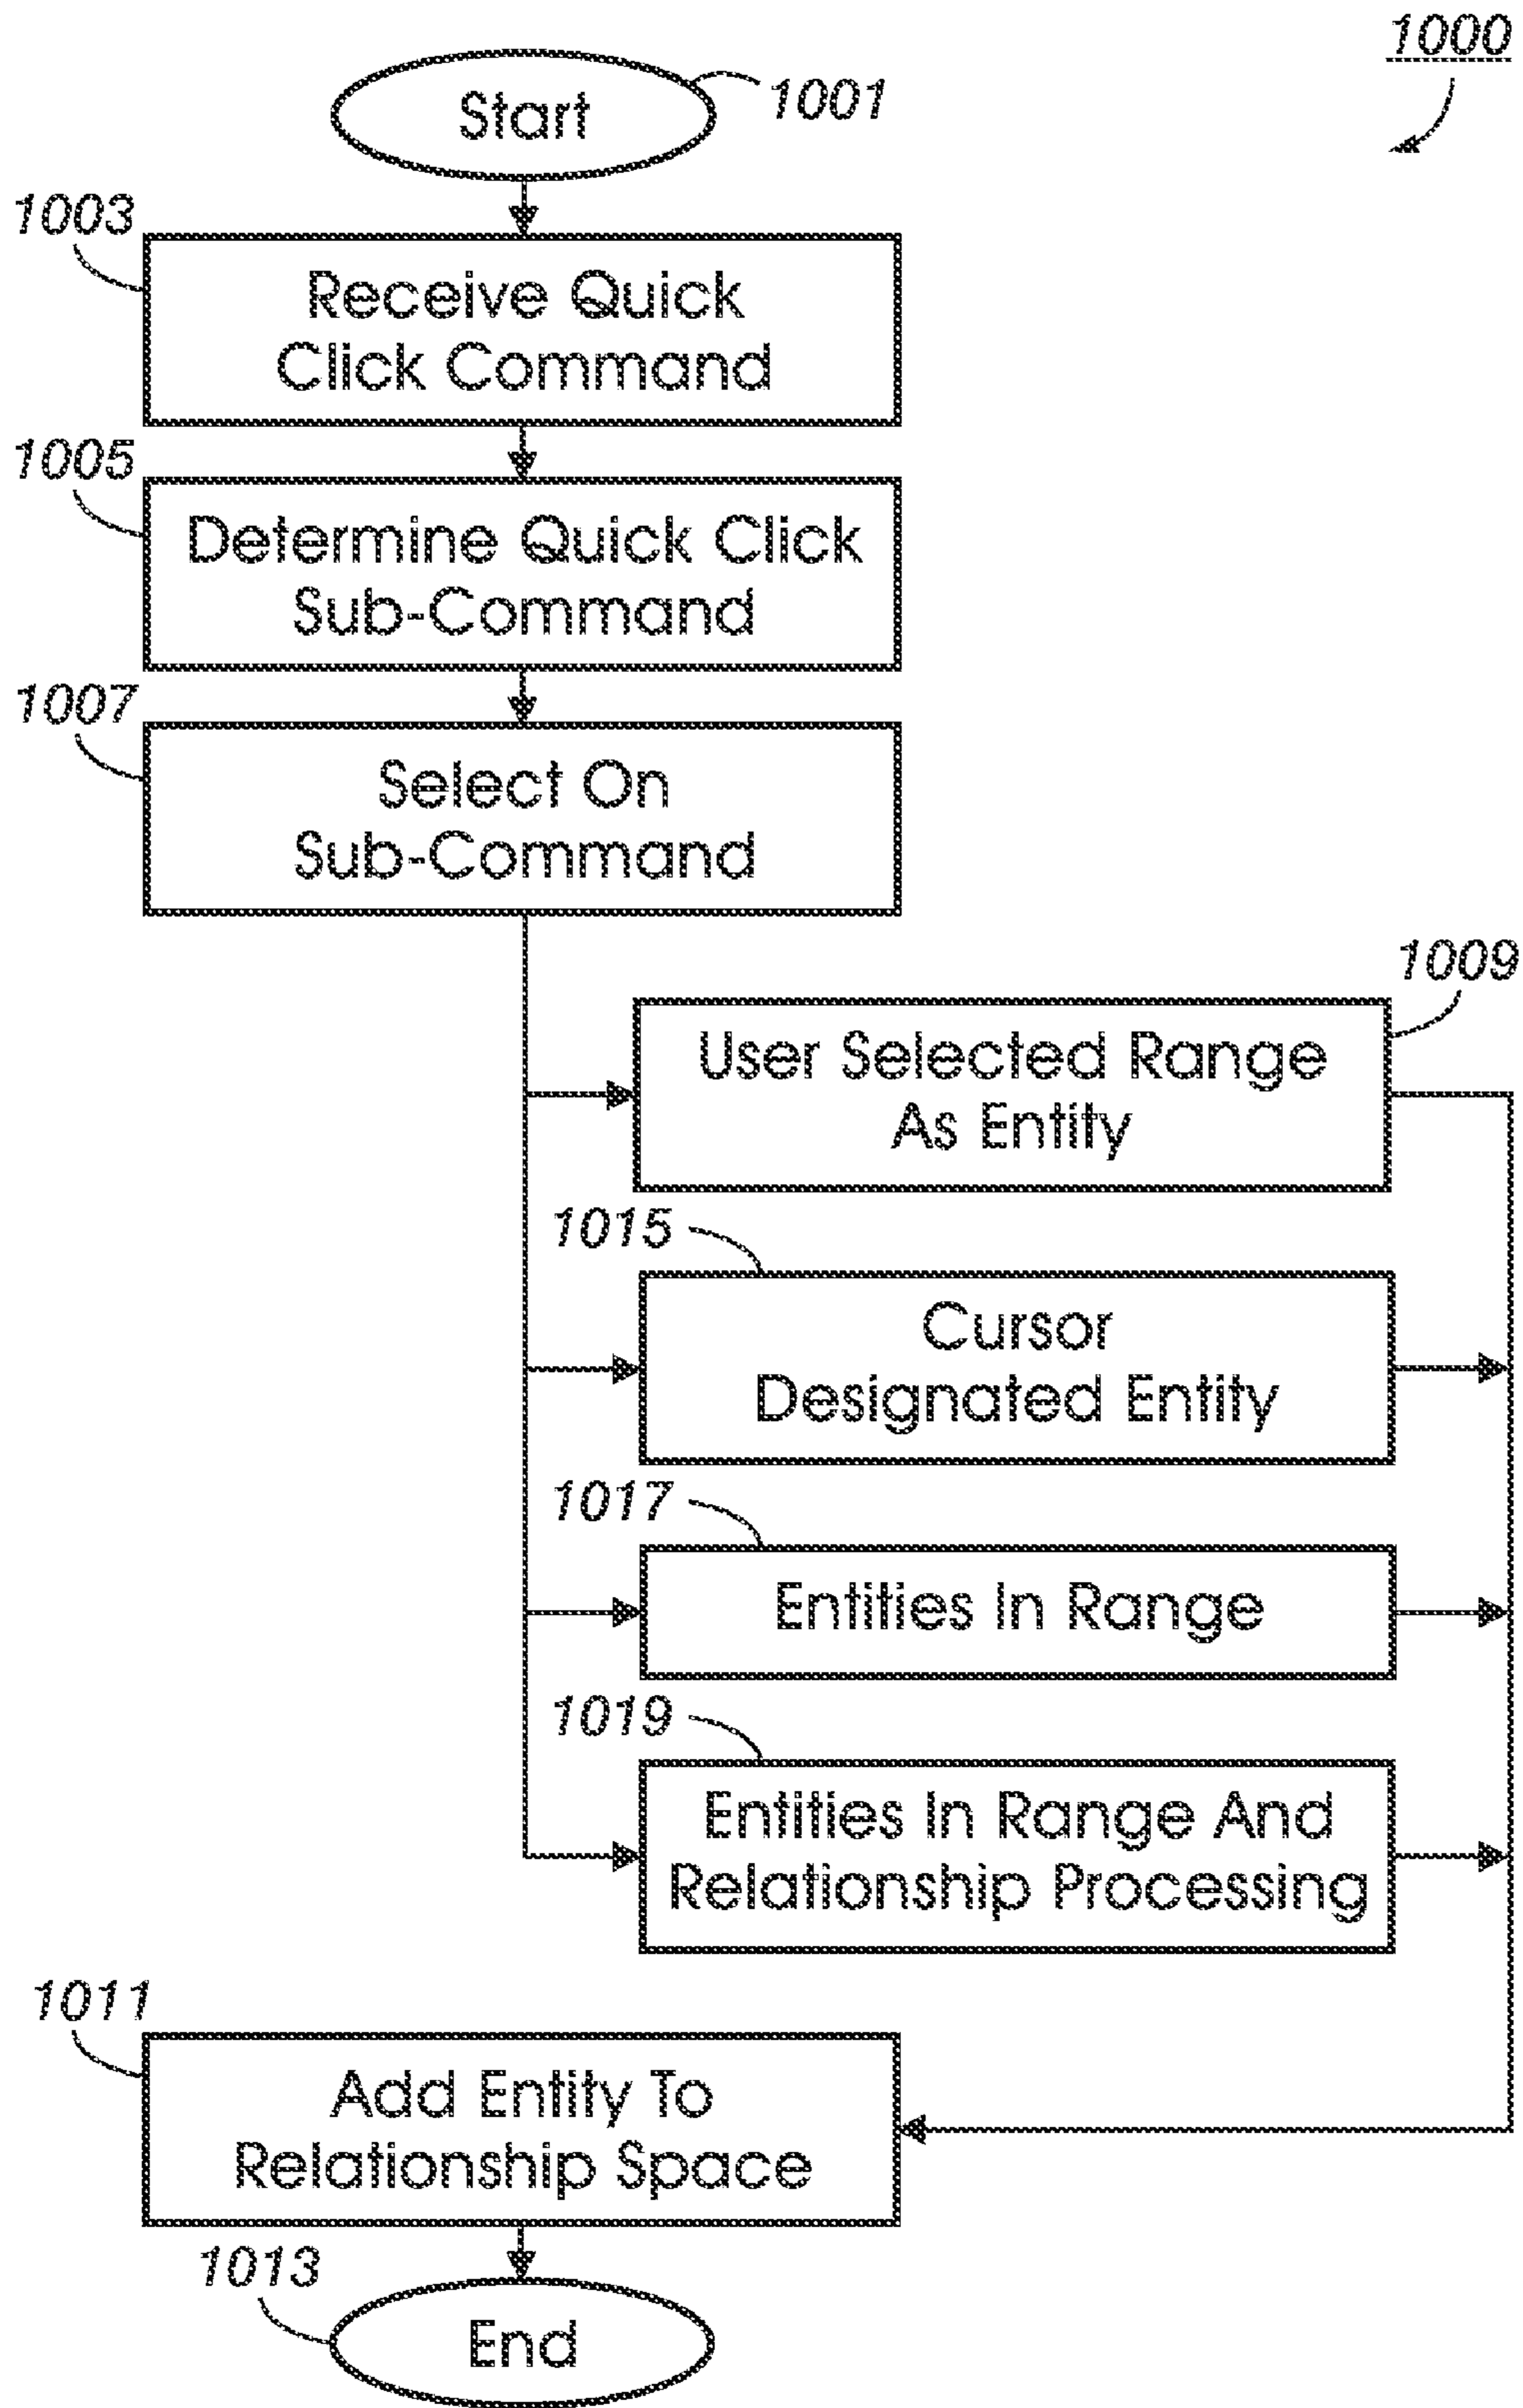 1000
Start
1001
1003
Receive Quick
Click Command
1005
Determine Quick Click
Sub-Command
1007
Select On
Sub-Command
1009
User Selected Range
As Entity
1015
Cursor
Designated Entity
1017
Entities In Range
1019
Entities In Range And
Relationship Processing
1011
Add Entity To
Relationship Space
1013
End